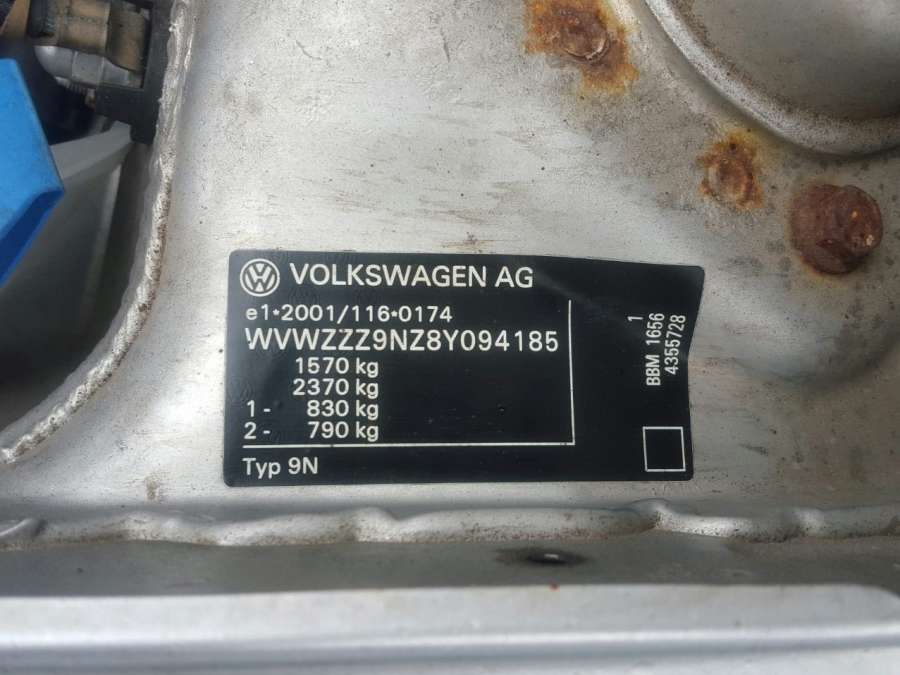 VOLKSWAGEN AG
e1*2001/116*0174
WVWZZZ9NZ8Y094185
1570 kg
2370 kg
1- 830 kg
2- 790 kg
Typ 9N
BBM 1656 1
4355728